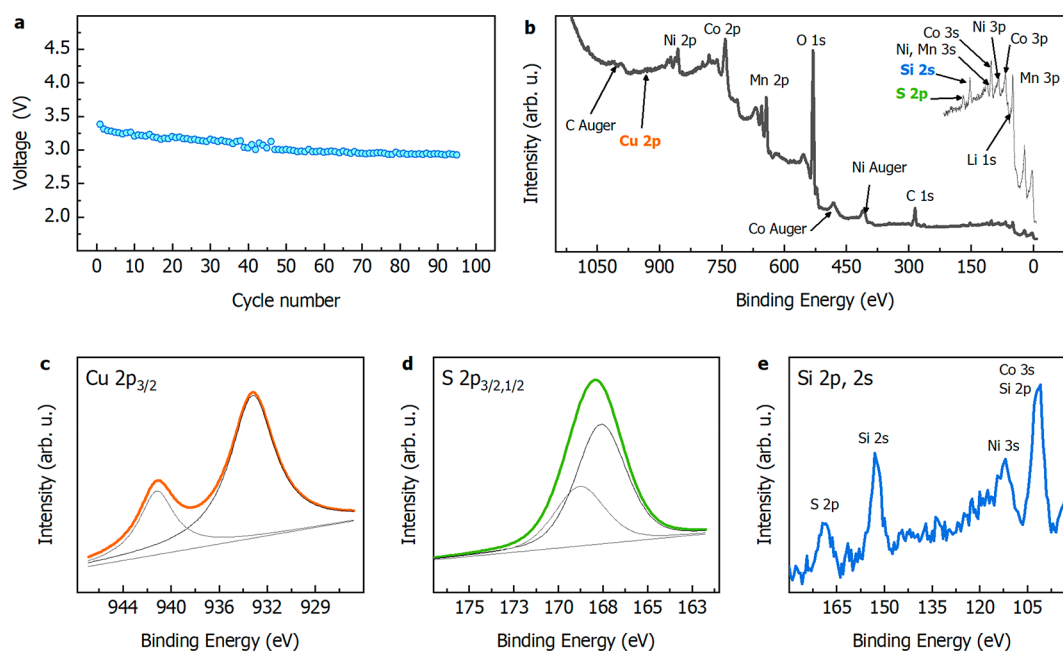 a
4.5
4.0
3.5
3.0
2.5
2.0
Voltage (V)
0 10 20 30 40 50 60 70 80 90 100
Cycle number
b
Intensity (arb. u.)
C Auger
Cu 2p
Ni 2p
Co 2p
Mn 2p
O 1s
Co Auger
Ni Auger
C 1s
Co 3s
Ni 3p
Co 3p
Ni, Mn 3s
Si 2s
S 2p
Mn 3p
Li 1s
1050 900 750 600 450 300 150 0
Binding Energy (eV)
c
Cu 2p3/2
Intensity (arb. u.)
944 940 936 932 929
Binding Energy (eV)
d
S 2p3/2,1/2
Intensity (arb. u.)
175 173 170 168 165 163
Binding Energy (eV)
e
Si 2p, 2s
Intensity (arb. u.)
S 2p
Si 2s
Ni 3s
Co 3s
Si 2p
165 153 141 129 117 105
Binding Energy (eV)